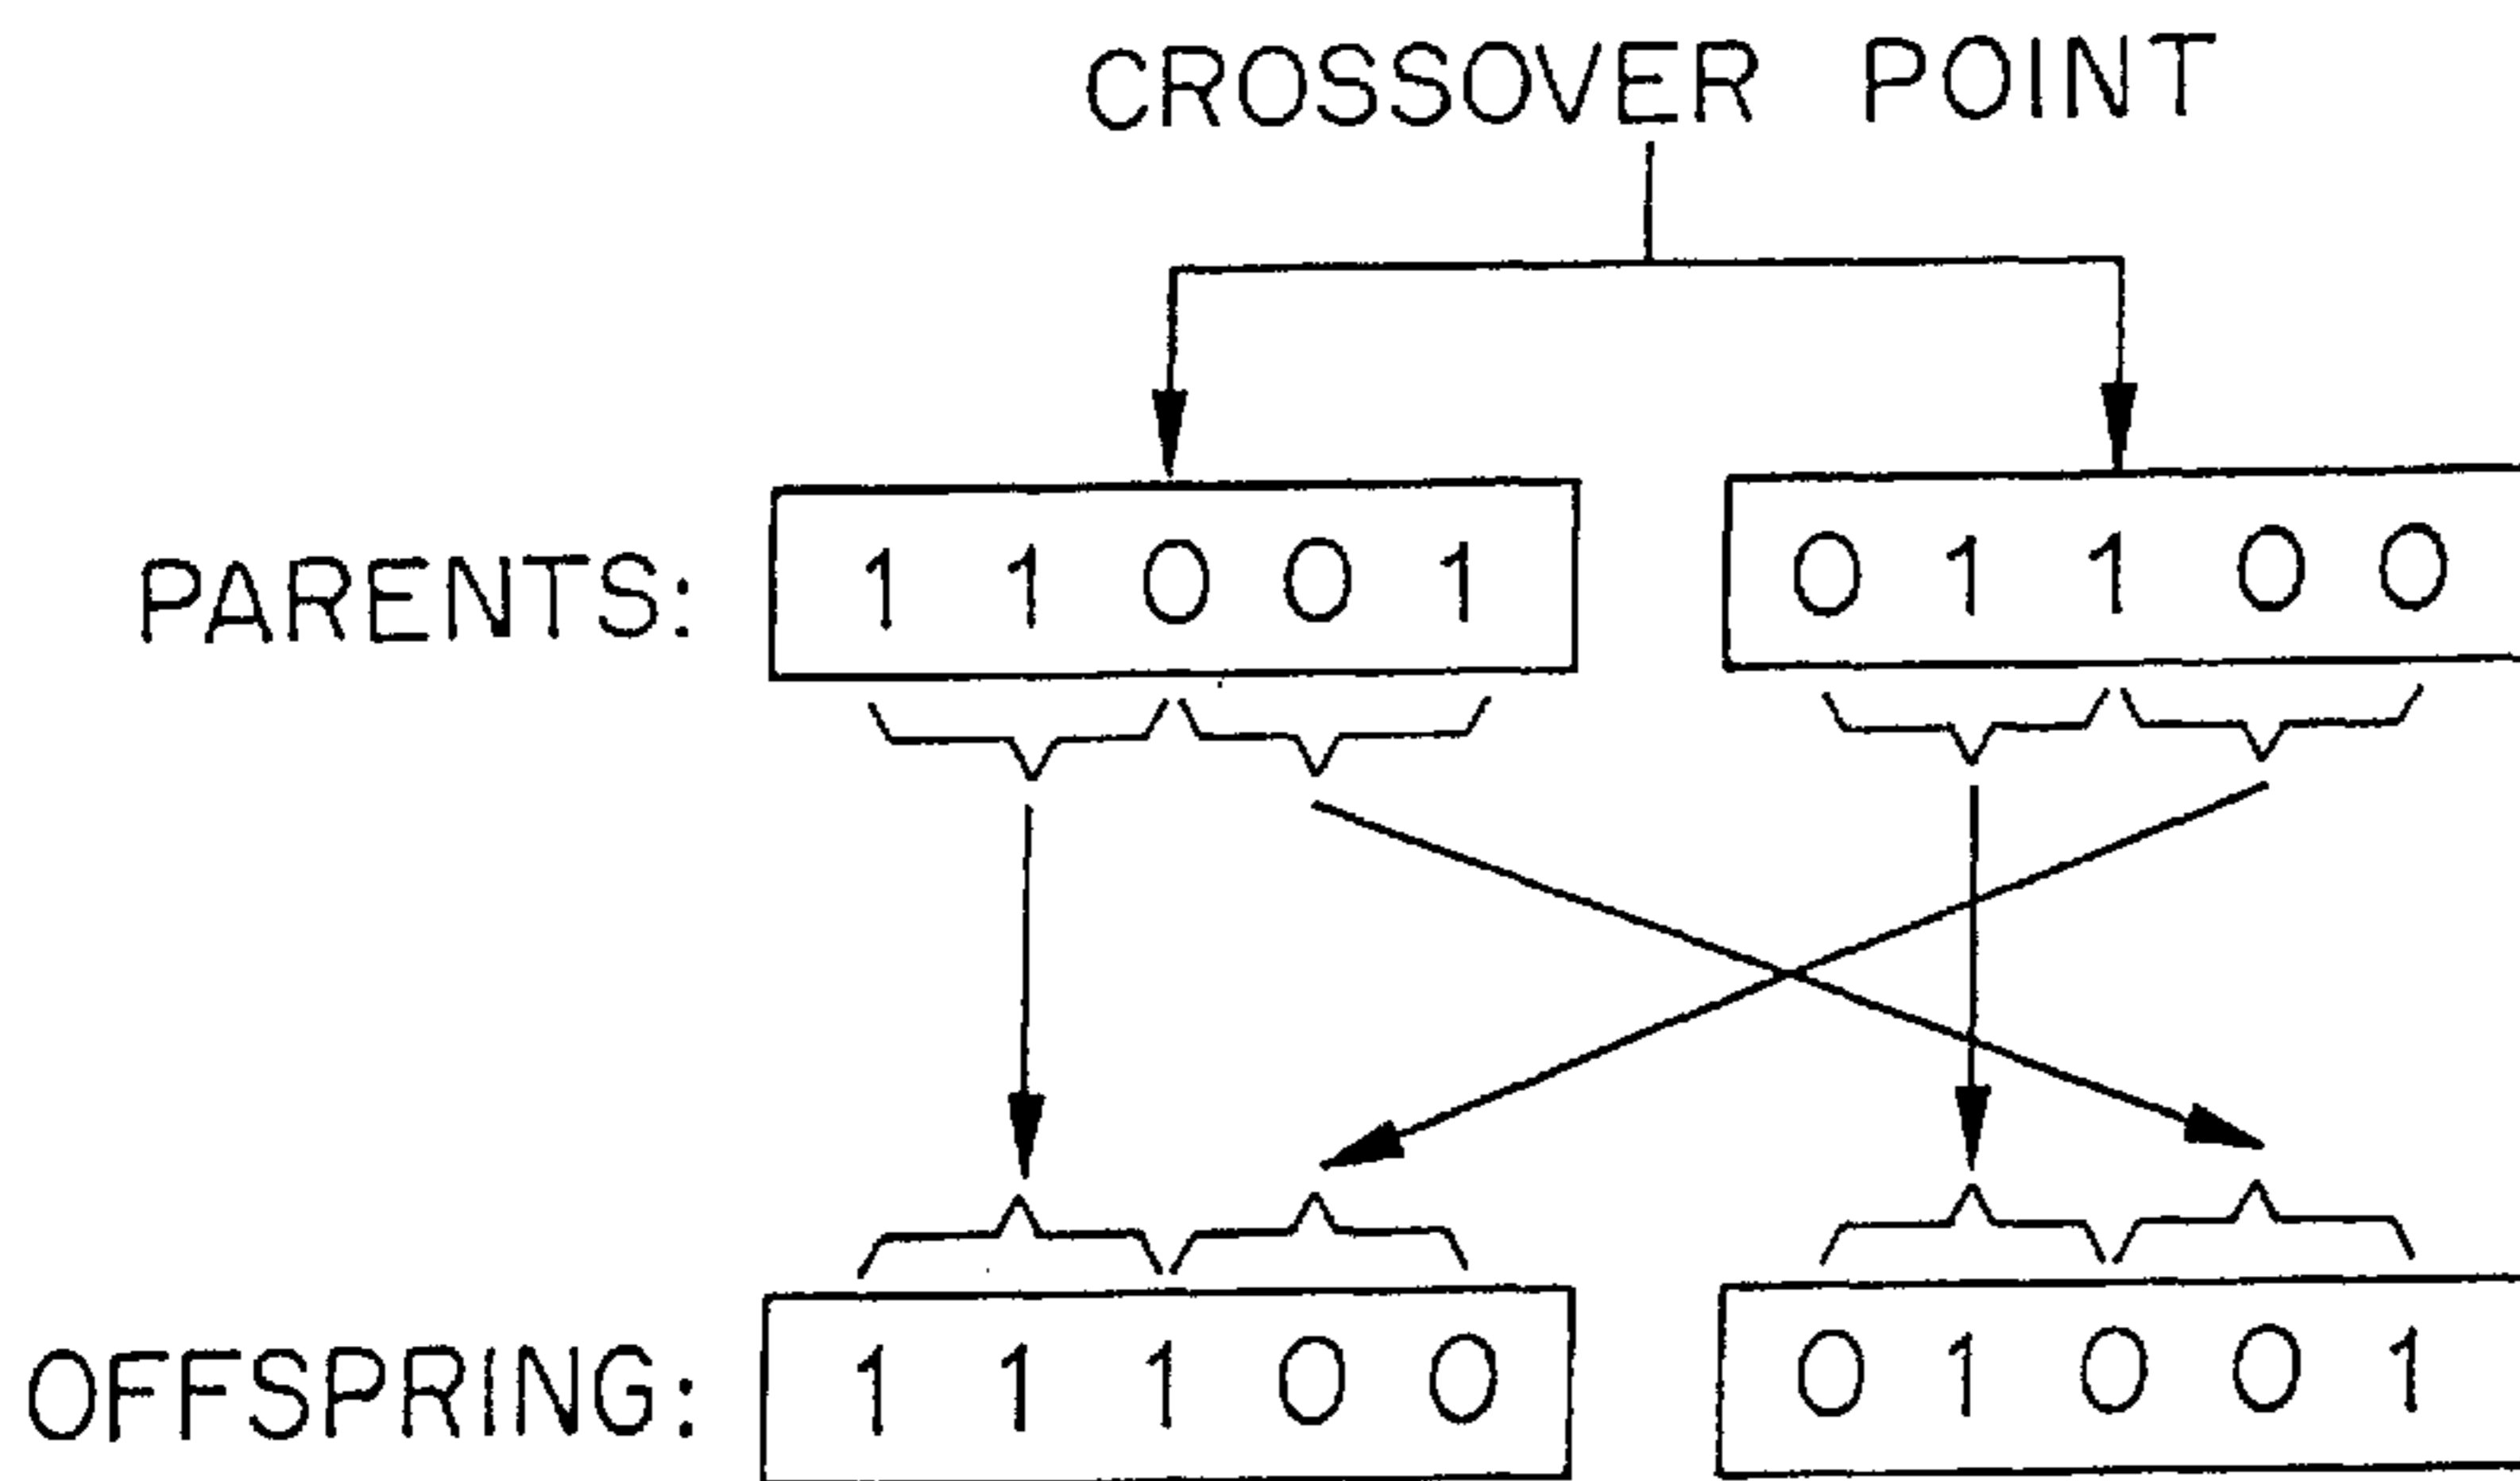 CROSSOVER POINT
PARENTS: 1 1 0 0 1 0 1 1 0 0
OFFSPRING: 1 1 1 0 0 0 1 0 0 1